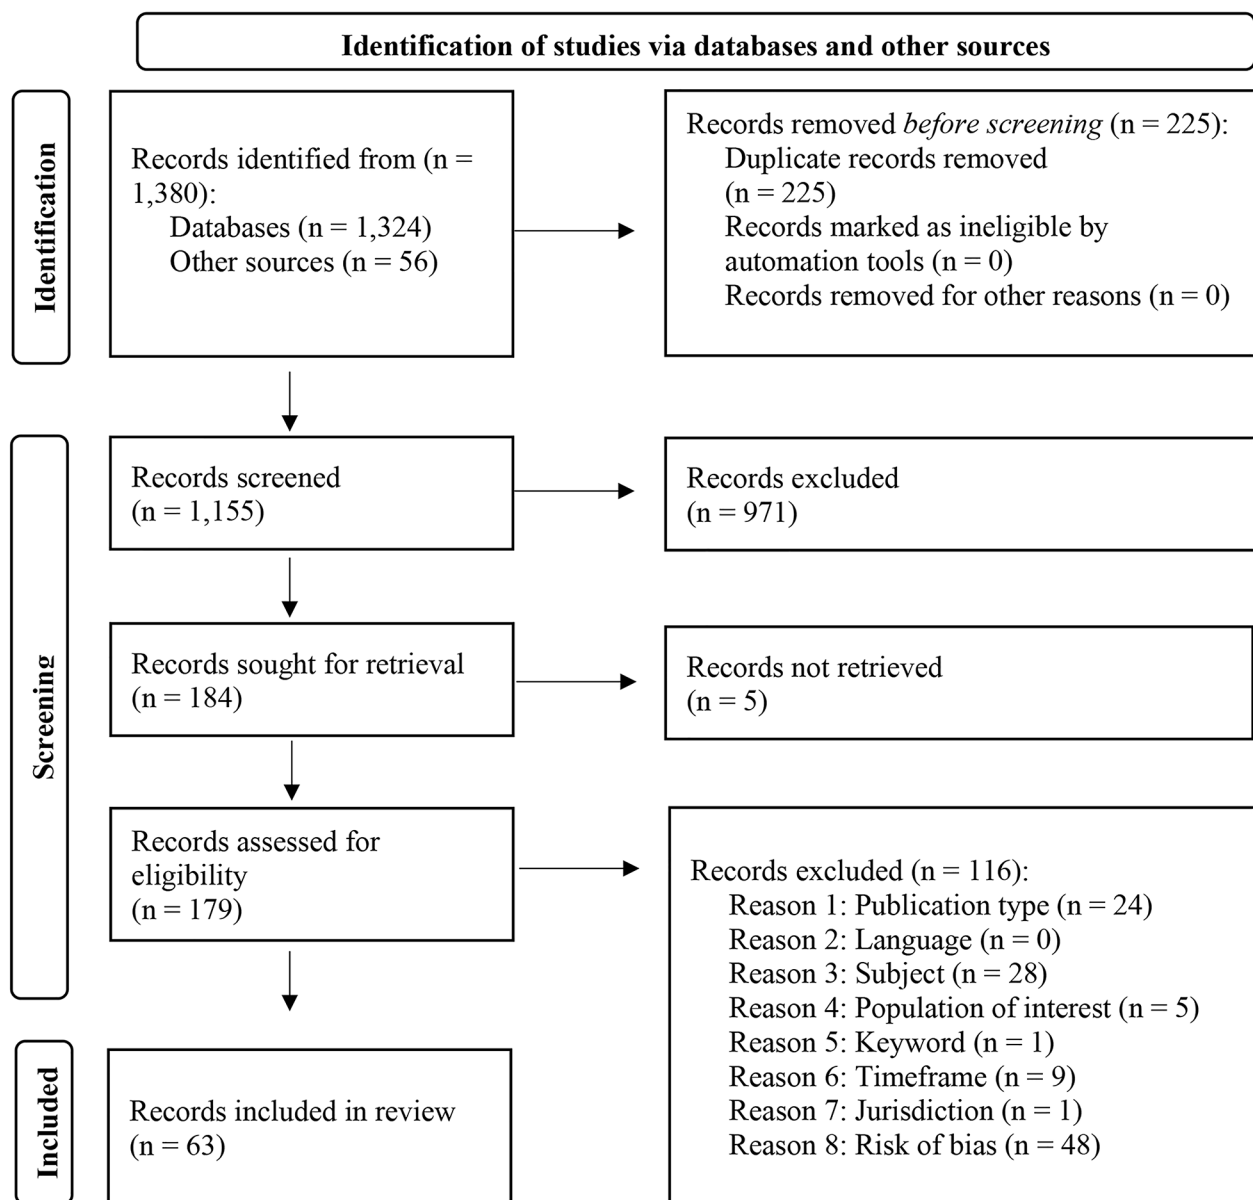 Identification of studies via databases and other sources
Identification
Records identified from (n =
1,380):
Databases (n = 1,324)
Other sources (n = 56)
Records removed before screening (n = 225):
Duplicate records removed
(n = 225)
Records marked as ineligible by
automation tools (n = 0)
Records removed for other reasons (n = 0)
Screening
Records screened
(n = 1,155)
Records excluded
(n = 971)
Records sought for retrieval
(n = 184)
Records not retrieved
(n = 5)
Records assessed for
eligibility
(n = 179)
Records excluded (n = 116):
Reason 1: Publication type (n = 24)
Reason 2: Language (n = 0)
Reason 3: Subject (n = 28)
Reason 4: Population of interest (n = 5)
Reason 5: Keyword (n = 1)
Reason 6: Timeframe (n = 9)
Reason 7: Jurisdiction (n = 1)
Reason 8: Risk of bias (n = 48)
Included
Records included in review
(n = 63)